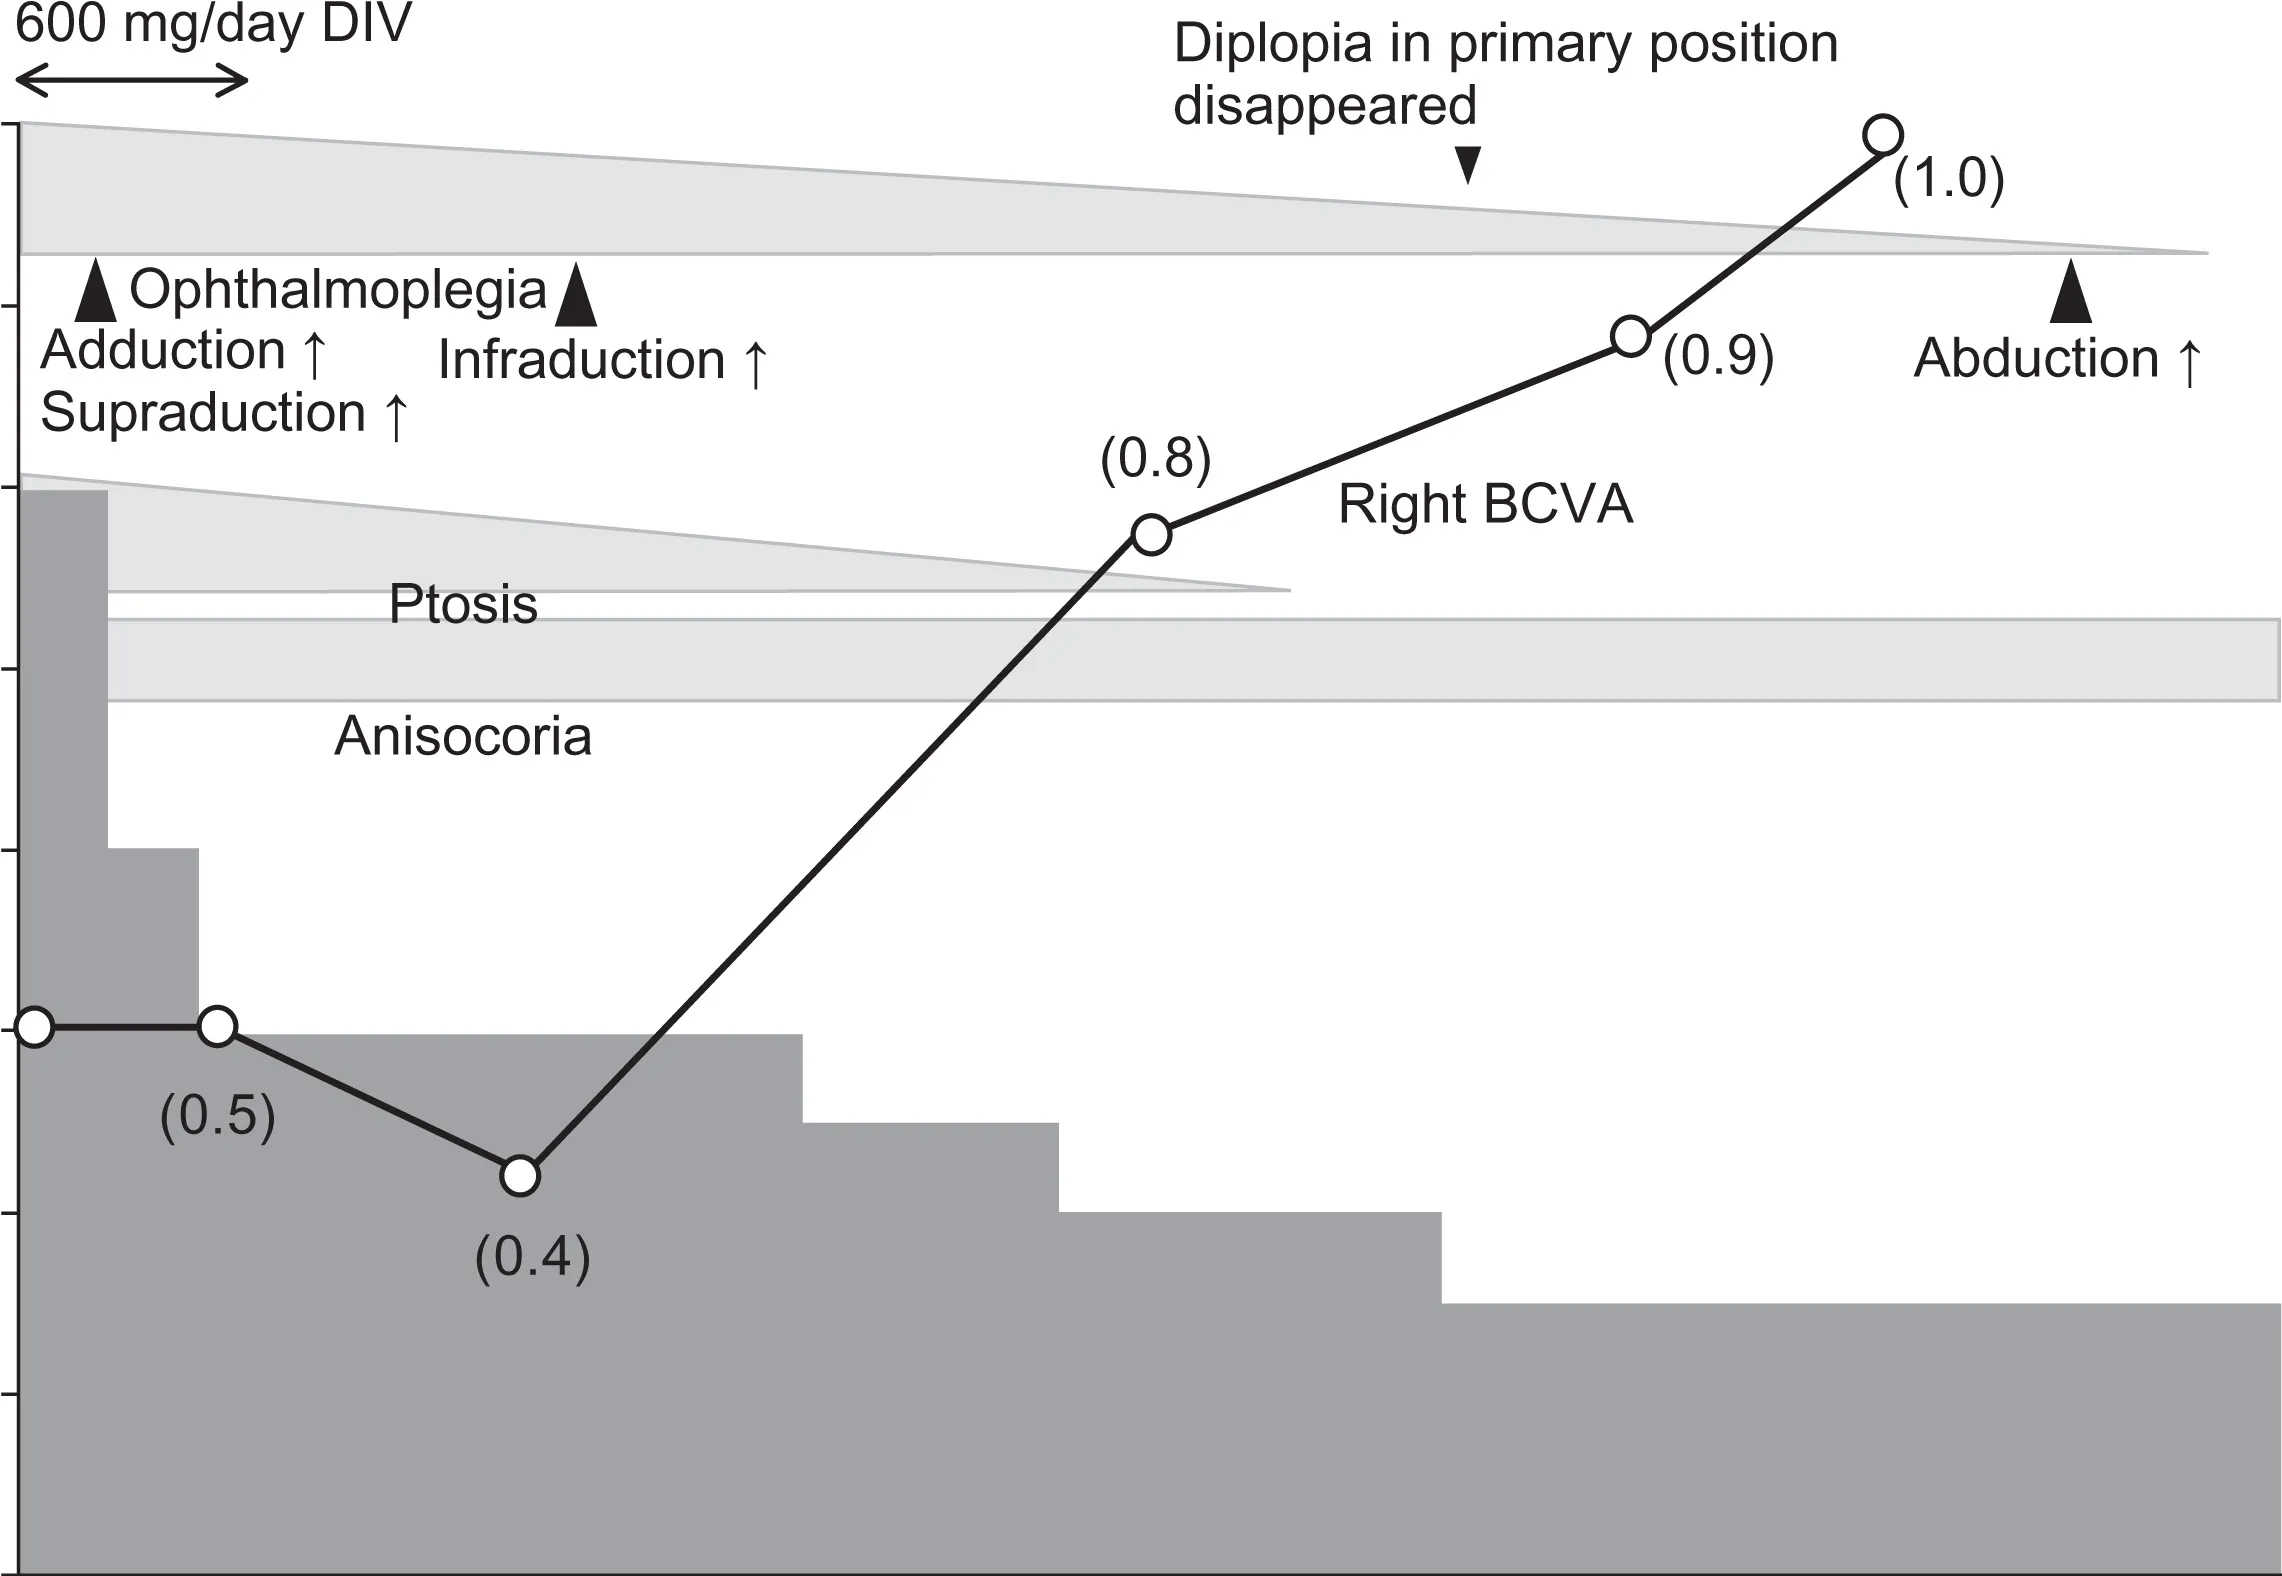 600 mg/day DIV
Diplopia in primary position
disappeared
(1.0)
Ophthalmoplegia
Adduction ↑
Supraduction ↑
Infraduction ↑
(0.9)
Abduction ↑
(0.8)
Right BCVA
Ptosis
Anisocoria
(0.5)
(0.4)